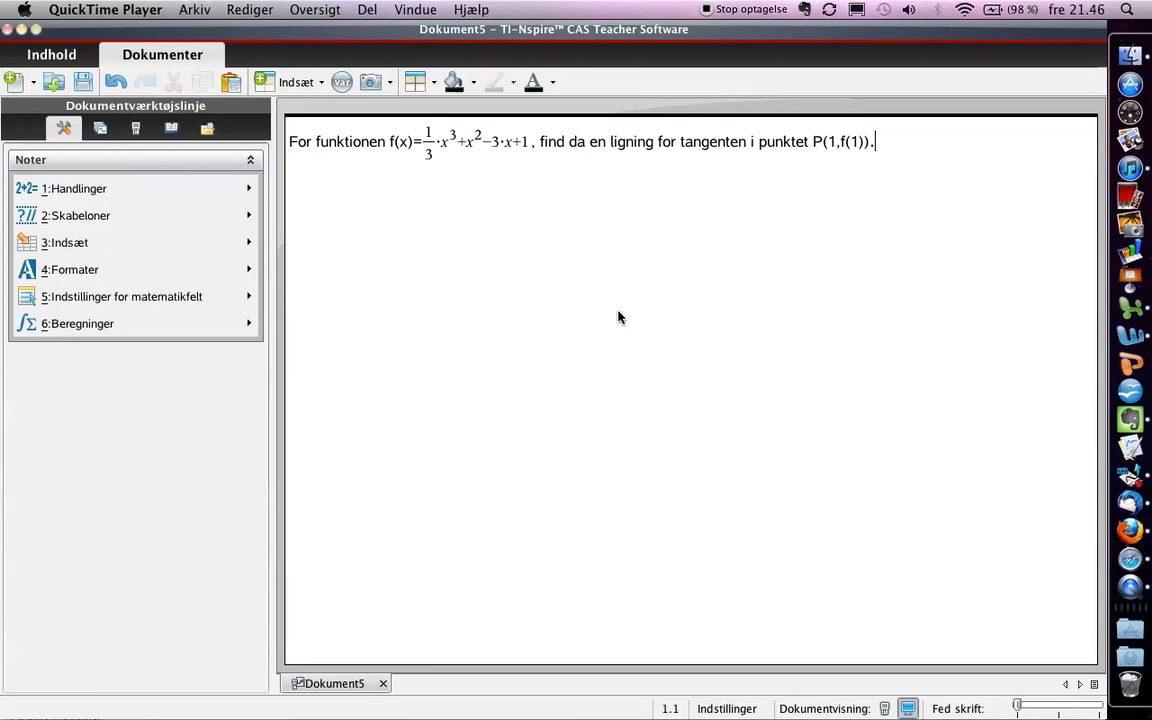 QuickTime Player Arkiv Rediger Oversigt Del Vindue Hjælp Stop optagelse (98 %) fre 21.46
Dokument5 - TI-Nspire™ CAS Teacher Software
Indhold Dokumenter
Indsæt var A
Dokumentværktøjslinje
Noter
1:Handlinger
2:Skabeloner
3:Indsæt
4:Formater
5:Indstillinger for matematikfelt
6:Beregninger
For funktionen f(x)=1/3·x³+x²−3·x+1 , find da en ligning for tangenten i punktet P(1,f(1)).
Dokument5
1.1 Indstillinger Dokumentvisning: Fed skrift: